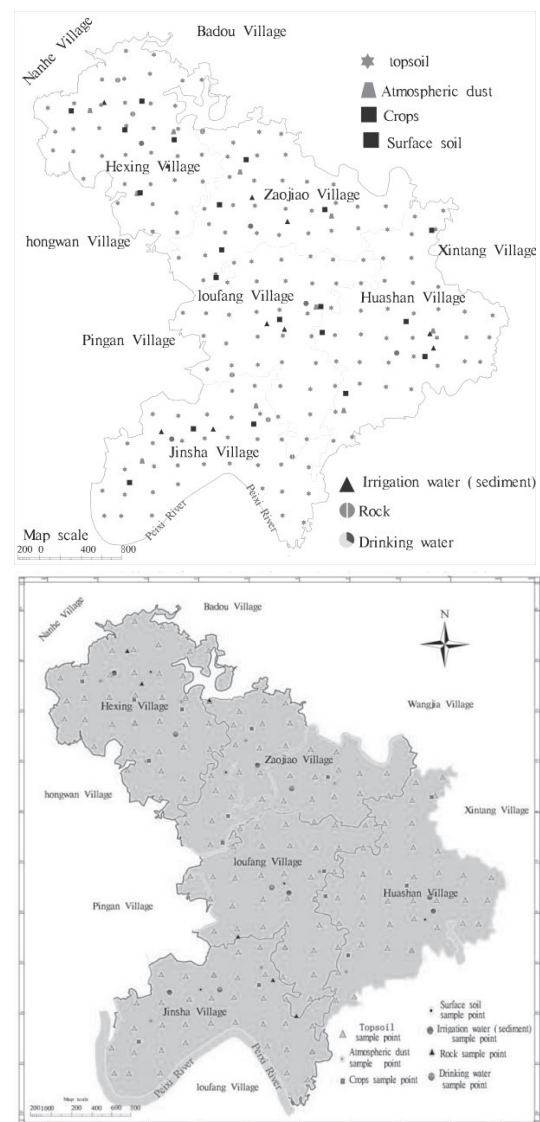 Badou Village
Nanhe Village
topsoil
Atmospheric dust
Crops
Surface soil
Hexing Village
Zaojiao Village
hongwan Village
Xintang Village
loufang Village
Huashan Village
Pingan Village
Jinsha Village
Irrigation water (sediment)
Rock
Drinking water
Peixi River
Peixi River
Map scale
200 0 400 800
Nanhe Village
Badou Village
N
Wangjia Village
Hexing Village
Zaojiao Village
hongwan Village
Xintang Village
loufang Village
Huashan Village
Pingan Village
Jinsha Village
Peixi River
Peixi River
loufang Village
Topsoil
sample point
Atmospheric dust
sample point
Crops sample point
Surface soil
sample point
Irrigation water (sediment)
sample point
Rock sample point
Drinking water
sample point
Map scale